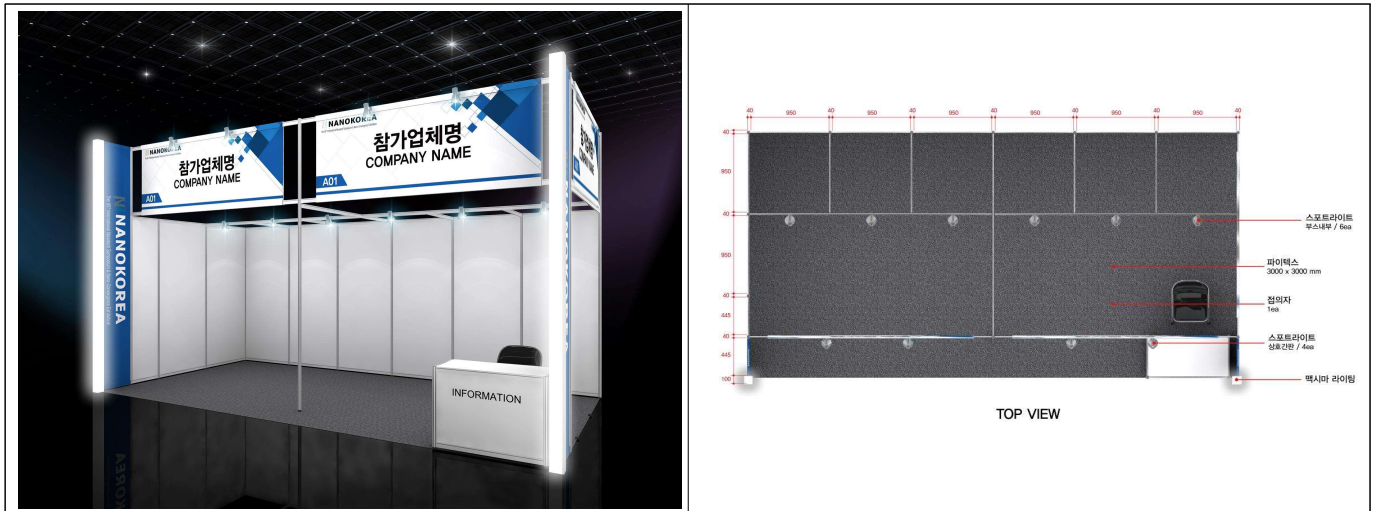 NANOKOREA
참가업체명
COMPANY NAME
A01
NANOKOREA
참가업체명
COMPANY NAME
A01
N NANOKOREA
INFORMATION
40 950 40 950 40 950 40 950 40 950 40 950 40
40
950
40
950
40
445
40
445
100
스포트라이트
부스내부 / 6ea
파이텍스
3000 x 3000 mm
접의자
1ea
스포트라이트
상호간판 / 4ea
맥시마 라이팅
TOP VIEW